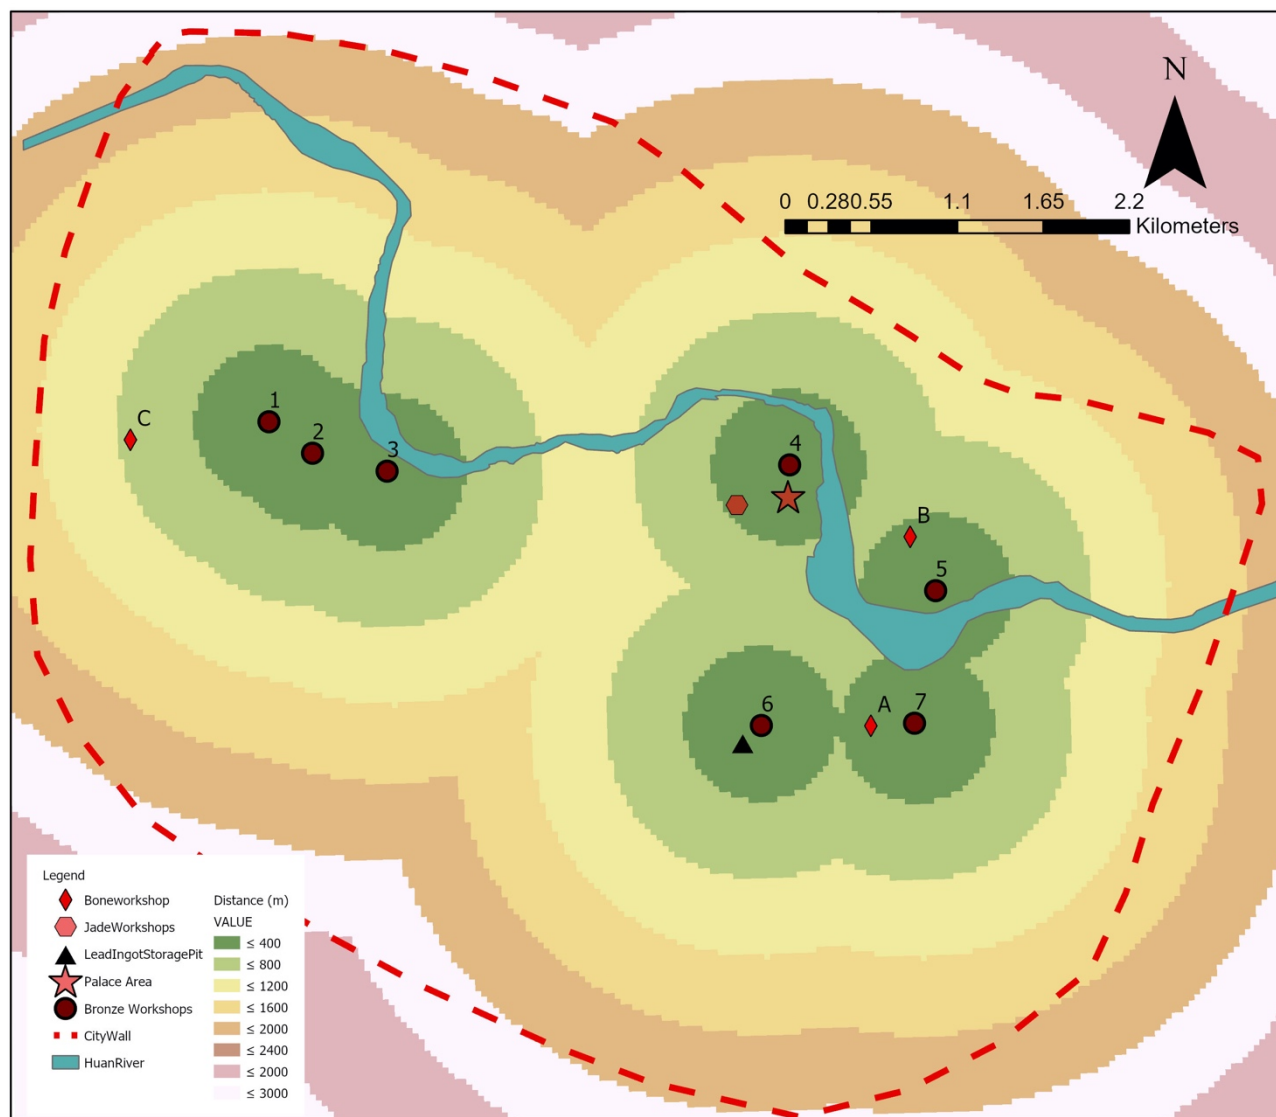 N
0 0.280.55 1.1 1.65 2.2
Kilometers
1
C
2
3
4
B
5
6
A
7
Legend
Boneworkshop
JadeWorkshops
LeadIngotStoragePit
Palace Area
Bronze Workshops
CityWall
HuanRiver
Distance (m)
VALUE
≤ 400
≤ 800
≤ 1200
≤ 1600
≤ 2000
≤ 2400
≤ 2000
≤ 3000